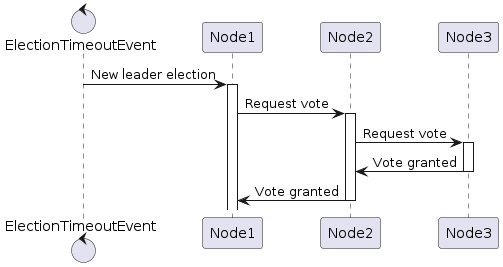 ElectionTimeoutEvent
Node1
Node2
Node3
New leader election
Request vote
Request vote
Vote granted
Vote granted
ElectionTimeoutEvent
Node1
Node2
Node3